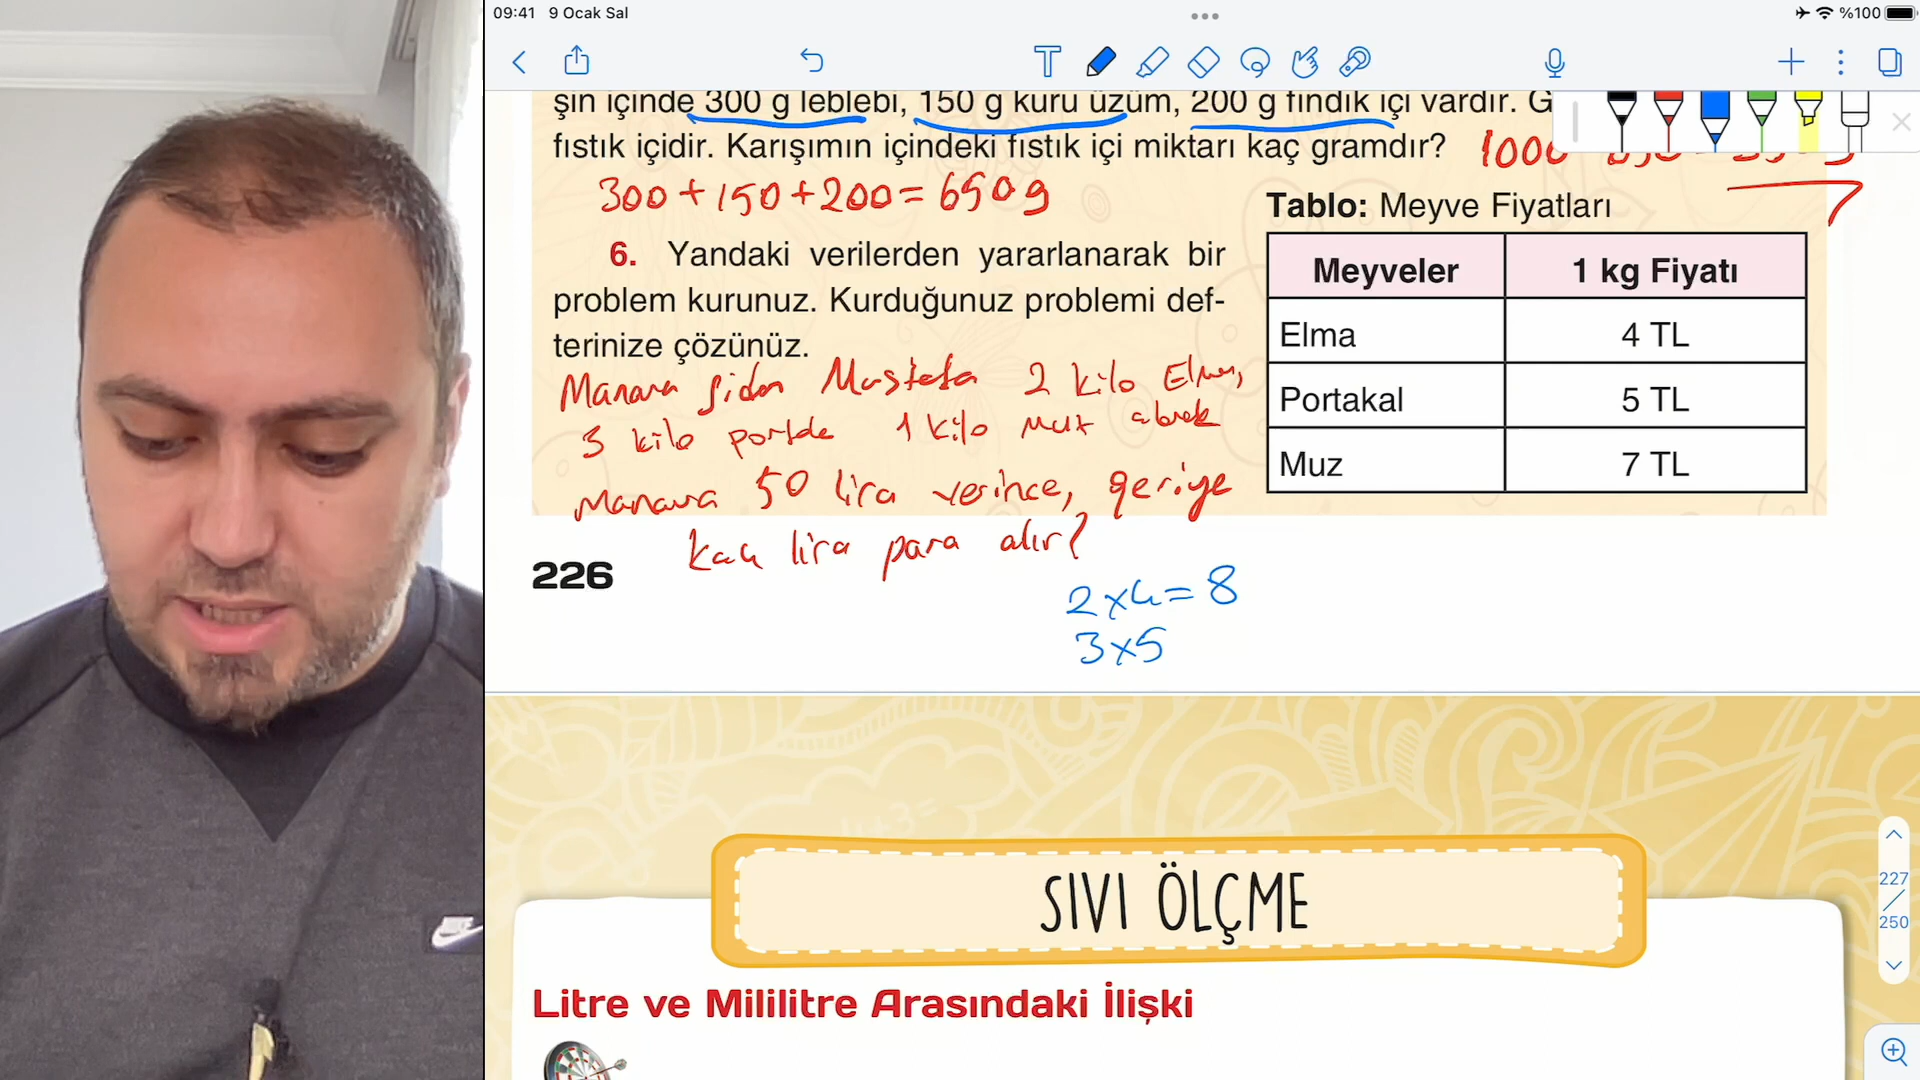 09:41 9 Ocak Sal
%100
şin içinde 300 g leblebi, 150 g kuru üzüm, 200 g fındık içi vardır. G
fıstık içidir. Karışımın içindeki fıstık içi miktarı kaç gramdır? 1000
300+150+200=650g
Tablo: Meyve Fiyatları
Meyveler 1 kg Fiyatı
Elma 4 TL
Portakal 5 TL
Muz 7 TL
6. Yandaki verilerden yararlanarak bir
problem kurunuz. Kurduğunuz problemi def-
terinize çözünüz.
Manava giden Mustafa 2 kilo Elma,
3 kilo 1 kilo muz alarak
manava 50 lira verince, geriye
kaç lira para alır?
226
2x4=8
3x5
SIVI ÖLÇME
Litre ve Mililitre Arasındaki İlişki
227
250